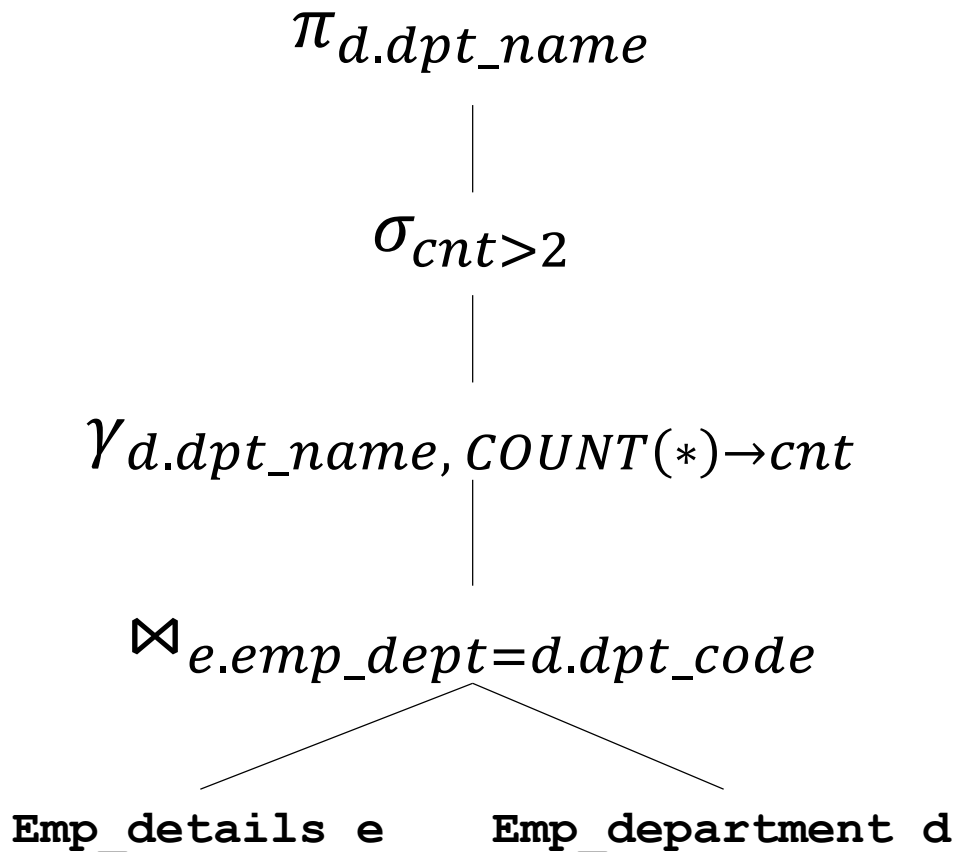 π d.dpt_name
σ cnt>2
γ d.dpt_name, COUNT(*)→cnt
⋈ e.emp_dept=d.dpt_code
Emp_details e Emp_department d